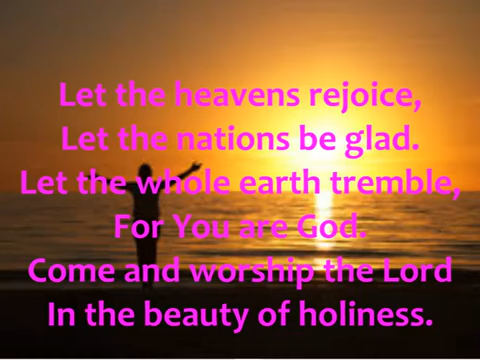 Let the heavens rejoice,
Let the nations be glad.
Let the whole earth tremble,
For You are God.
Come and worship the Lord
In the beauty of holiness.